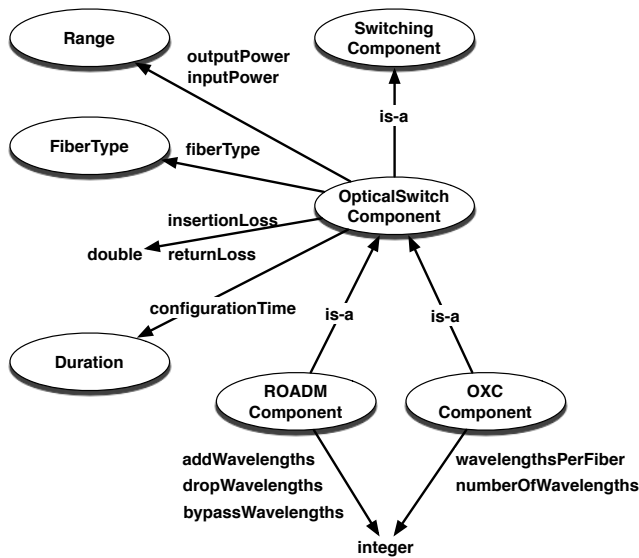 Range
outputPower
inputPower
Switching
Component
is-a
FiberType
fiberType
OpticalSwitch
Component
insertionLoss
double
returnLoss
configurationTime
is-a
is-a
Duration
ROADM
Component
OXC
Component
addWavelengths
dropWavelengths
bypassWavelengths
wavelengthsPerFiber
numberOfWavelengths
integer